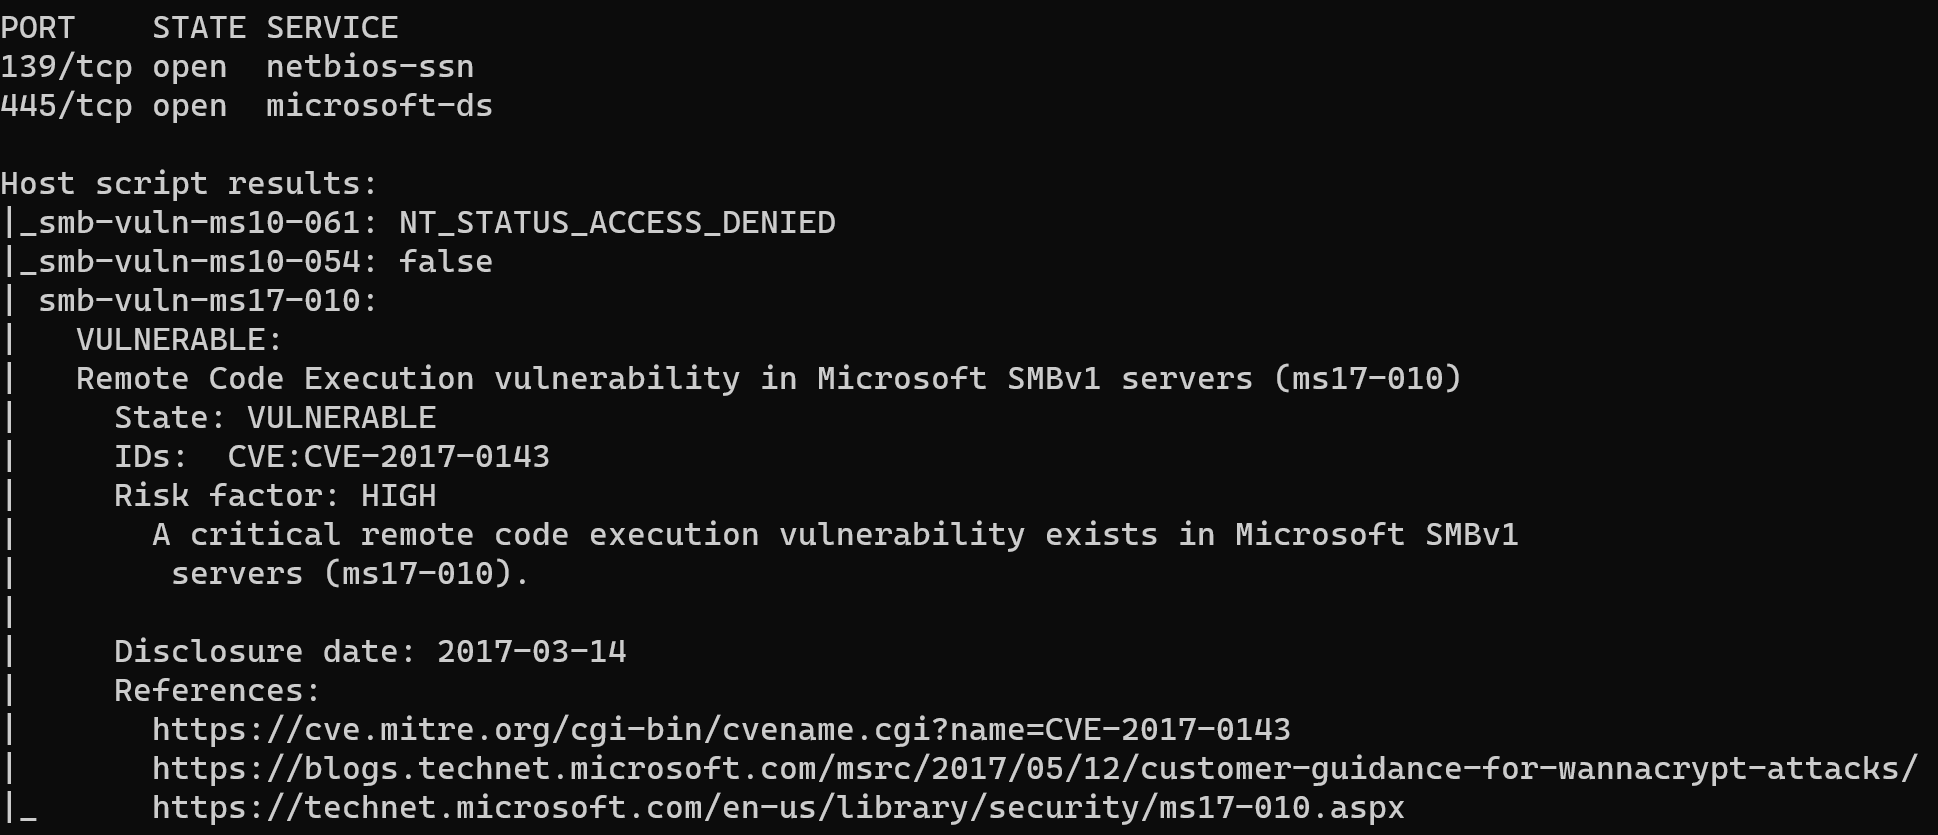 PORT    STATE SERVICE
139/tcp open  netbios-ssn
445/tcp open  microsoft-ds

Host script results:
|_smb-vuln-ms10-061: NT_STATUS_ACCESS_DENIED
|_smb-vuln-ms10-054: false
| smb-vuln-ms17-010:
|   VULNERABLE:
|   Remote Code Execution vulnerability in Microsoft SMBv1 servers (ms17-010)
|     State: VULNERABLE
|     IDs:  CVE:CVE-2017-0143
|     Risk factor: HIGH
|       A critical remote code execution vulnerability exists in Microsoft SMBv1
|        servers (ms17-010).
|
|     Disclosure date: 2017-03-14
|     References:
|       https://cve.mitre.org/cgi-bin/cvename.cgi?name=CVE-2017-0143
|       https://blogs.technet.microsoft.com/msrc/2017/05/12/customer-guidance-for-wannacrypt-attacks/
|_      https://technet.microsoft.com/en-us/library/security/ms17-010.aspx